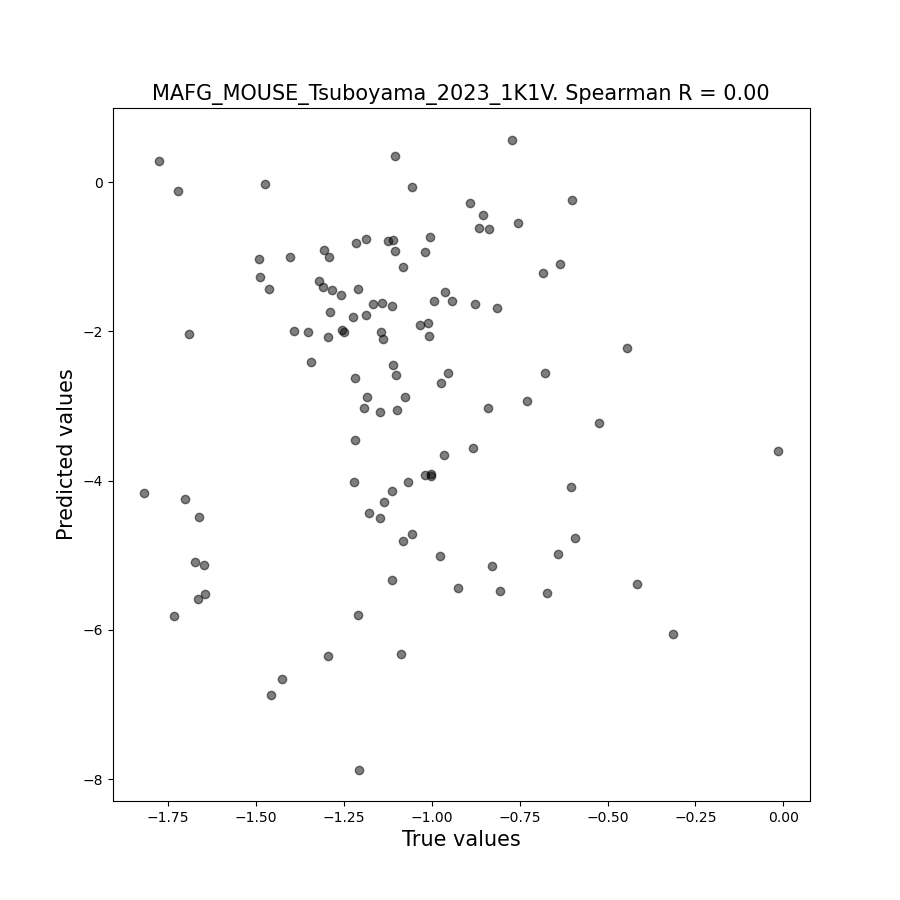 MAFG_MOUSE_Tsuboyama_2023_1K1V. Spearman R = 0.00
0
−2
−4
−6
−8
Predicted values
−1.75 −1.50 −1.25 −1.00 −0.75 −0.50 −0.25 0.00
True values